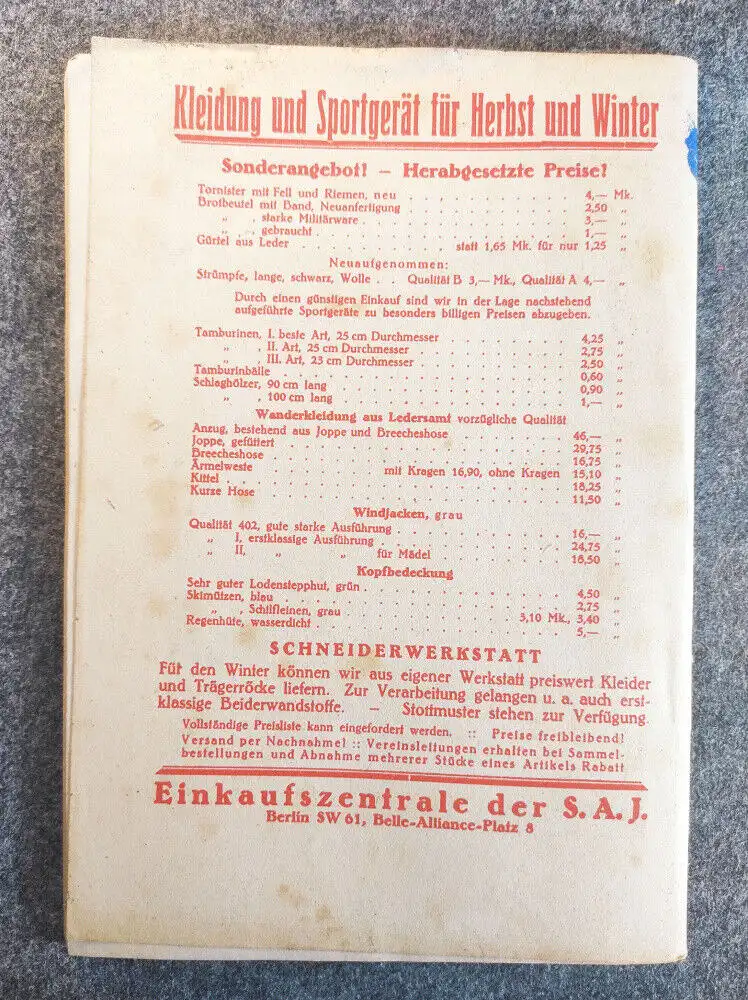 Kleidung und Sportgerät für Herbst und Winter
Sonderangebot! – Herabgesetzte Preise!
Tornister mit Fell und Riemen, neu . . . . . . . . . 4,— Mk.
Brotbeutel mit Band, Neuanfertigung . . . . . . . . 2,50 „
„ , starke Militärware . . . . . . . . . 3,— „
„ , gebraucht . . . . . . . . . 1,— „
Gürtel aus Leder . . . . . . . . statt 1,65 Mk. für nur 1,25 „
Neuaufgenommen:
Strümpfe, lange, schwarz, Wolle . . Qualität B 3,— Mk., Qualität A 4,— „
Durch einen günstigen Einkauf sind wir in der Lage nachstehend
aufgeführte Sportgeräte zu besonders billigen Preisen abzugeben.
Tamburinen, I. beste Art, 25 cm Durchmesser . . . . . . 4,25 „
„ , II. Art, 25 cm Durchmesser . . . . . . . 2,75 „
„ , III. Art, 23 cm Durchmesser . . . . . . . 2,50 „
Tamburinbälle . . . . . . . . . . . . 0,60 „
Schlaghölzer, 90 cm lang . . . . . . . . . . 0,90 „
„ , 100 cm lang . . . . . . . . . . 1,— „
Wanderkleidung aus Ledersamt vorzügliche Qualität
Anzug, bestehend aus Joppe und Breecheshose . . . . . 46,— „
Joppe, gefüttert . . . . . . . . . . . . 29,75 „
Breecheshose . . . . . . . . . . . . 16,75 „
Ärmelweste . . . . . mit Kragen 16,90, ohne Kragen 15,10 „
Kittel . . . . . . . . . . . . . . 18,25 „
Kurze Hose . . . . . . . . . . . . . 11,50 „
Windjacken, grau
Qualität 402, gute starke Ausführung . . . . . . . . 16,— „
„ I, erstklassige Ausführung . . . . . . . . 24,75 „
„ II, „ „ für Mädel . . . . . . 18,50 „
Kopfbedeckung
Sehr guter Lodenstepphut, grün . . . . . . . . . 4,50 „
Skimützen, blau . . . . . . . . . . . . 2,75 „
„ , Schilfleinen, grau . . . . . . . 3,10 Mk., 3,40 „
Regenhüte, wasserdicht . . . . . . . . . . . 5,— „
SCHNEIDERWERKSTATT
Für den Winter können wir aus eigener Werkstatt preiswert Kleider
und Trägerröcke liefern. Zur Verarbeitung gelangen u. a. auch erst-
klassige Beiderwandstoffe. – Stoffmuster stehen zur Verfügung.
Vollständige Preisliste kann eingefordert werden. :: Preise freibleibend!
Versand per Nachnahme! :: Vereinsleitungen erhalten bei Sammel-
bestellungen und Abnahme mehrerer Stücke eines Artikels Rabatt
Einkaufszentrale der S. A. J.
Berlin SW 61, Belle-Alliance-Platz 8